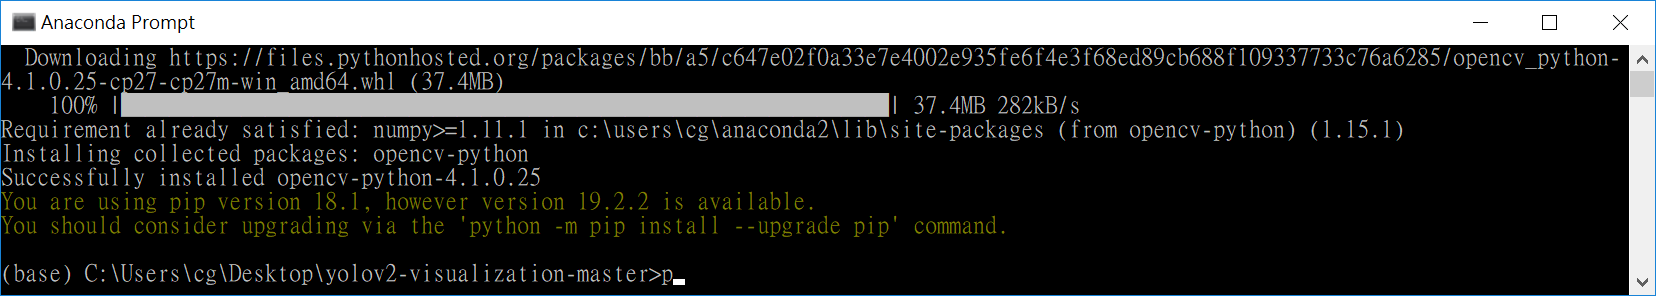 Anaconda Prompt
Downloading https://files.pythonhosted.org/packages/bb/a5/c647e02f0a33e7e4002e935fe6f4e3f68ed89cb688f109337733c76a6285/opencv_python-
4.1.0.25-cp27-cp27m-win_amd64.whl (37.4MB)
100% |████████████████████████████████| 37.4MB 282kB/s
Requirement already satisfied: numpy>=1.11.1 in c:\users\cg\anaconda2\lib\site-packages (from opencv-python) (1.15.1)
Installing collected packages: opencv-python
Successfully installed opencv-python-4.1.0.25
You are using pip version 18.1, however version 19.2.2 is available.
You should consider upgrading via the 'python -m pip install --upgrade pip' command.
(base) C:\Users\cg\Desktop\yolov2-visualization-master>p